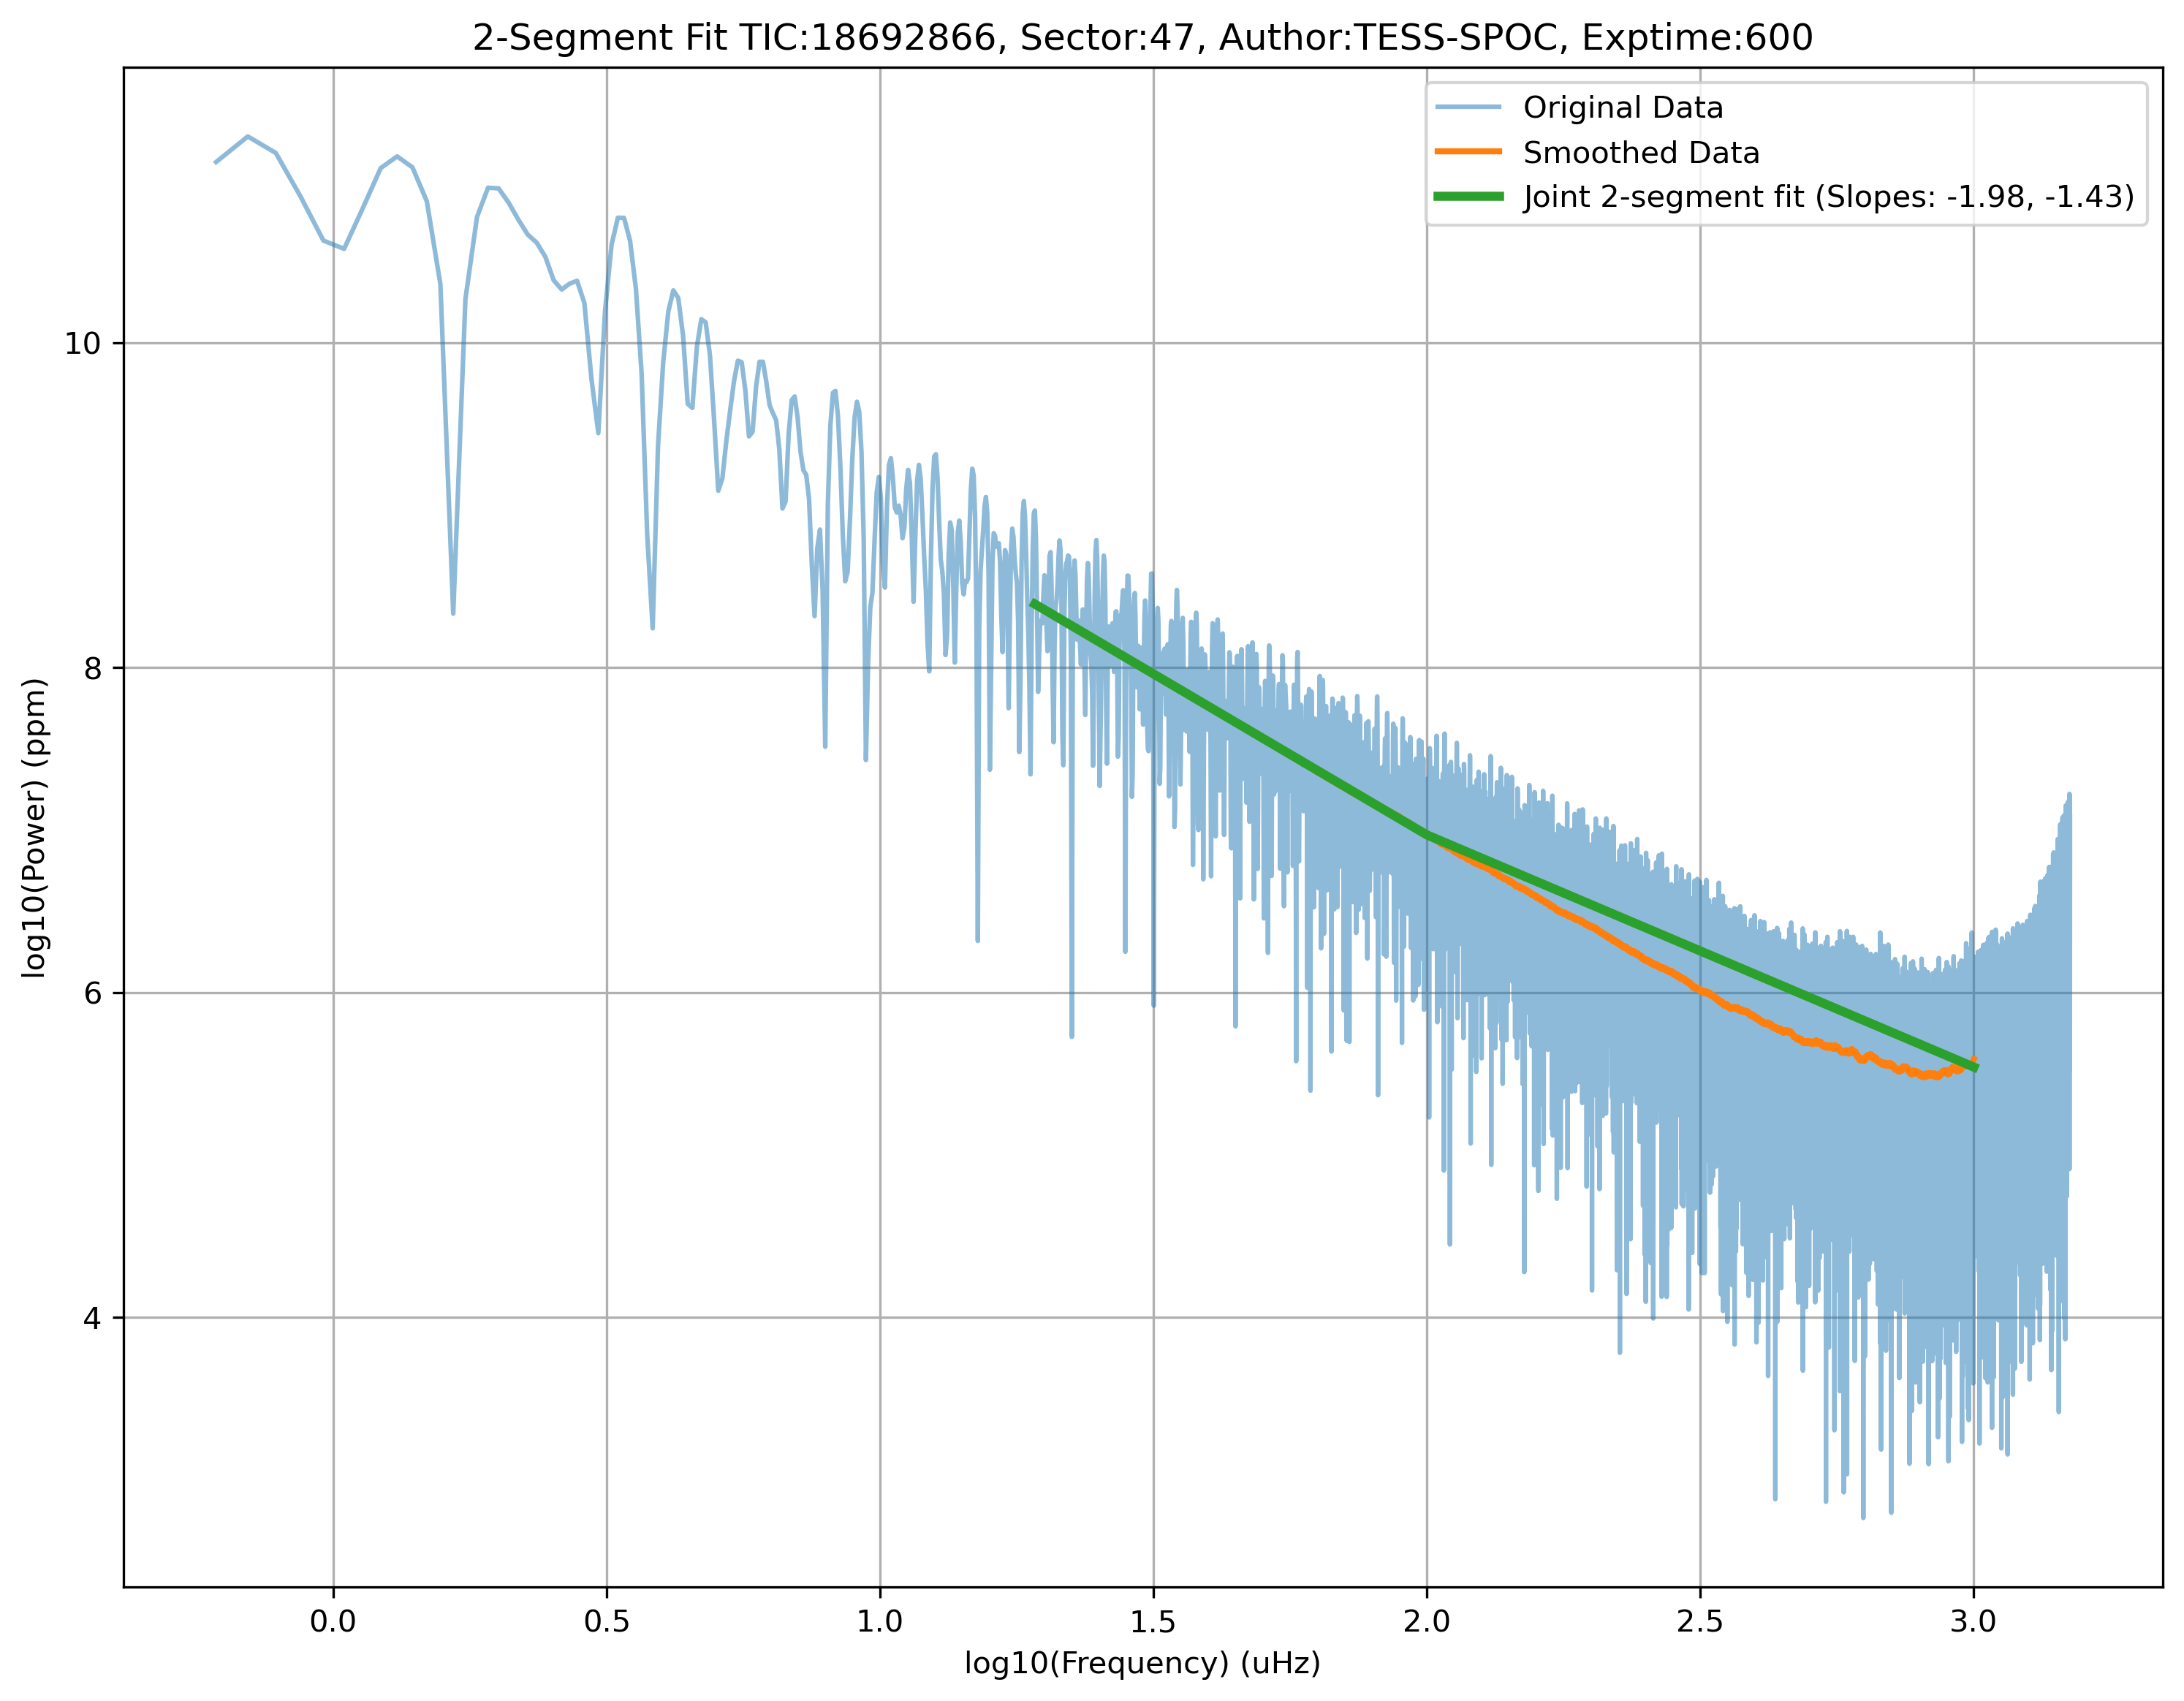 2-Segment Fit TIC:18692866, Sector:47, Author:TESS-SPOC, Exptime:600
Original Data
Smoothed Data
Joint 2-segment fit (Slopes: -1.98, -1.43)
log10(Power) (ppm)
10
8
6
4
0.0 0.5 1.0 1.5 2.0 2.5 3.0
log10(Frequency) (uHz)